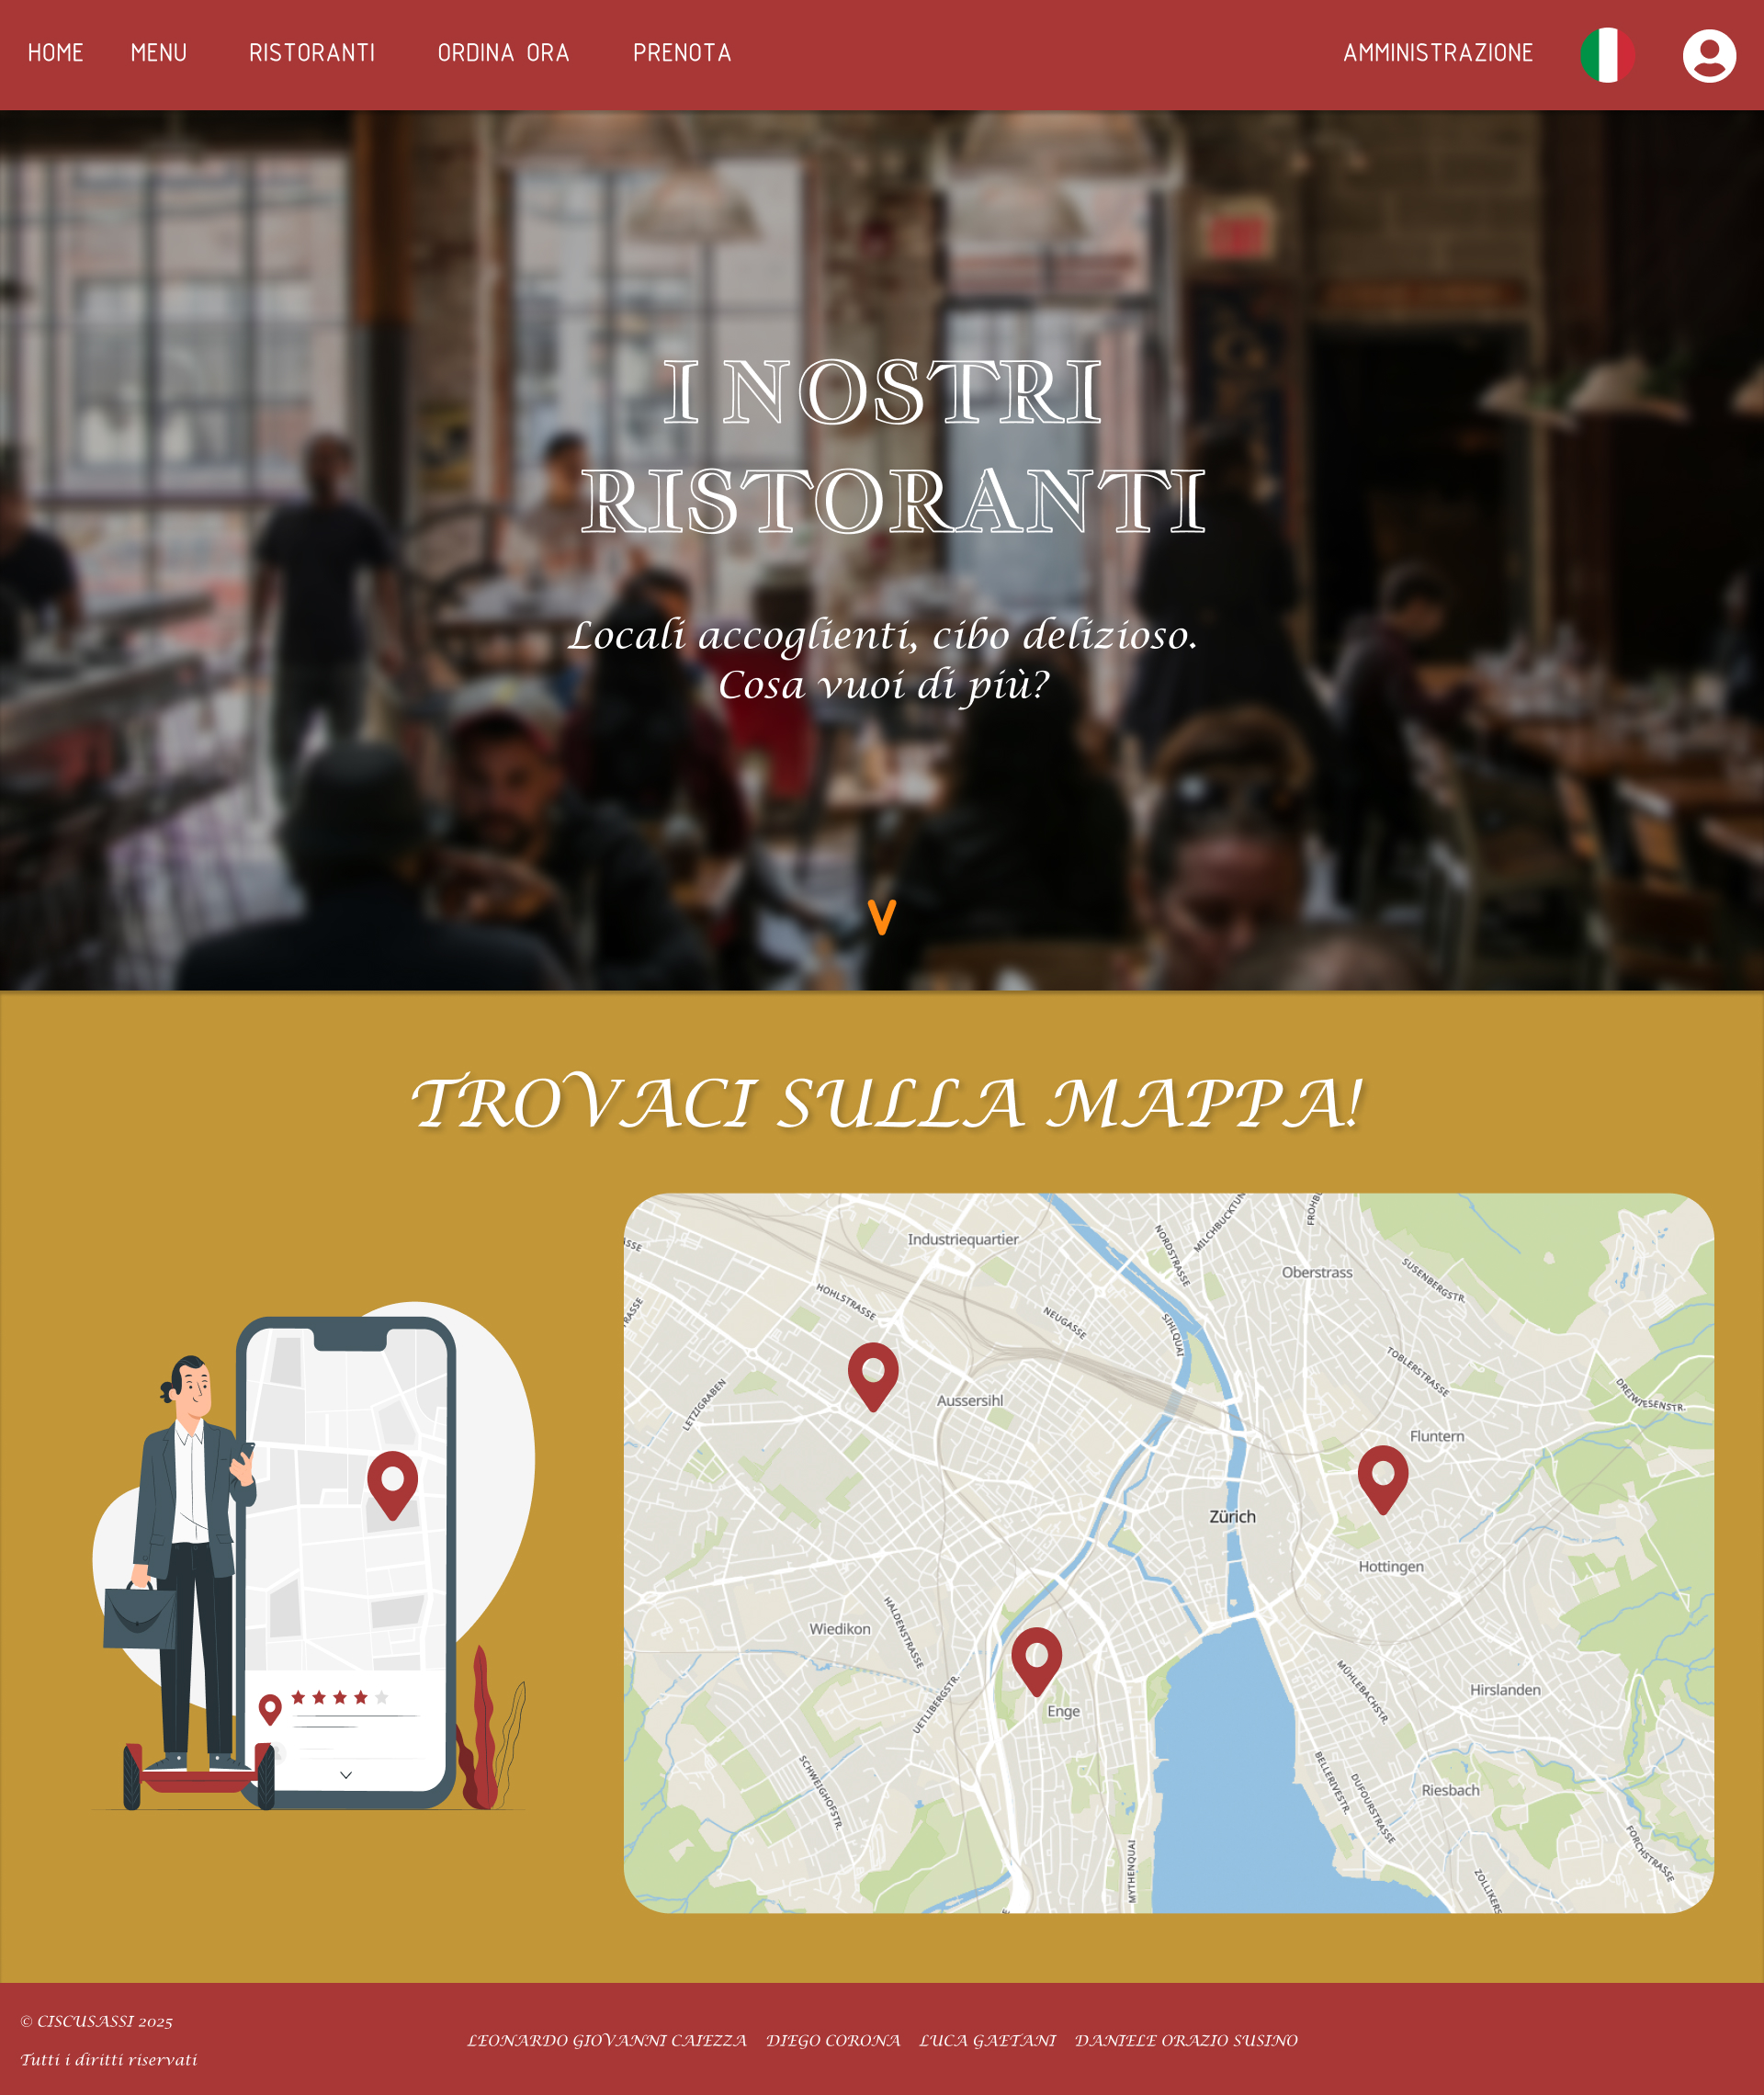 HOME MENU RISTORANTI ORDINA ORA PRENOTA AMMINISTRAZIONE
I NOSTRI
RISTORANTI
Locali accoglienti, cibo delizioso.
Cosa vuoi di più?
V
TROVACI SULLA MAPPA!
Industriequartier
NORDSTRASSE
MILCHBUCKTUN
FROHBU
Oberstrass
SUSENBERGSTR.
HOHLSTRASSE
NEUGASSE
SIHLQUAI
TOBLERSTRASSE
LETZIGRABEN
Aussersihl
DREIWIESENSTR.
Fluntern
Zürich
Hottingen
Wiedikon
HALDENSTRASSE
UETLIBERGSTR.
Enge
MÜHLEBACHSTR.
Hirslanden
SCHWEIGHOFSTR.
BELLERIVESTR.
DUFOURSTRASSE
Riesbach
FORCHSTRASSE
MYTHENQUAI
ZOLLIKERS
© CISCUSASSI 2025
Tutti i diritti riservati
LEONARDO GIOVANNI CAIEZZA DIEGO CORONA LUCA GAETANI DANIELE ORAZIO SUSINO